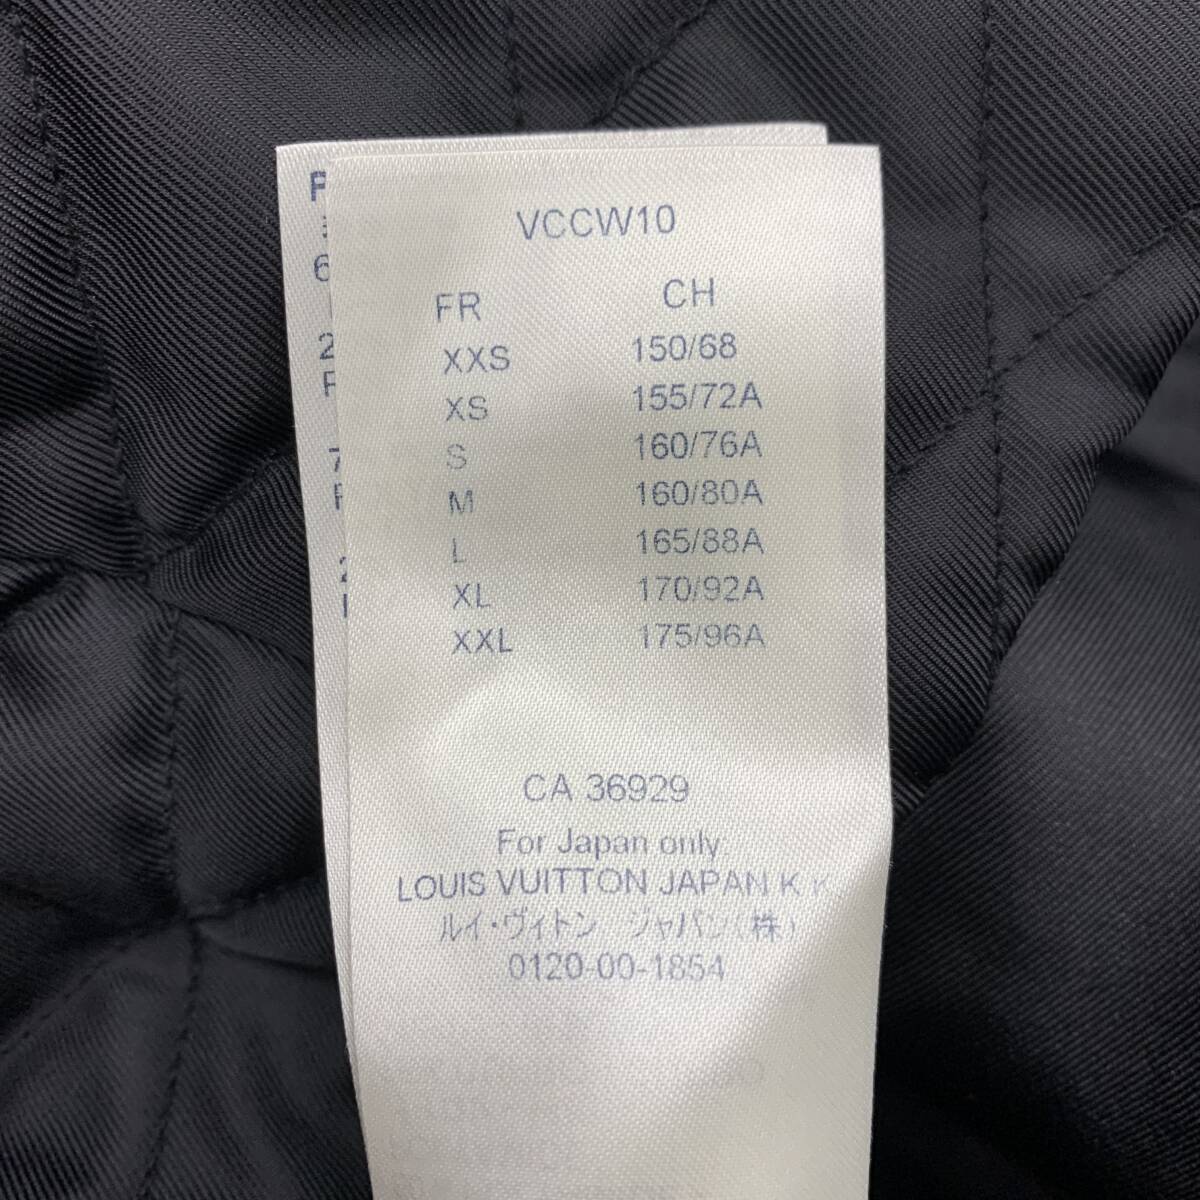 VCCW10
FR CH
XXS 150/68
XS 155/72A
S 160/76A
M 160/80A
L 165/88A
XL 170/92A
XXL 175/96A
CA 36929
For Japan only:
LOUIS VUITTON JAPAN K K
ルイ・ヴィトン ジャパン(株)
0120-00-1854